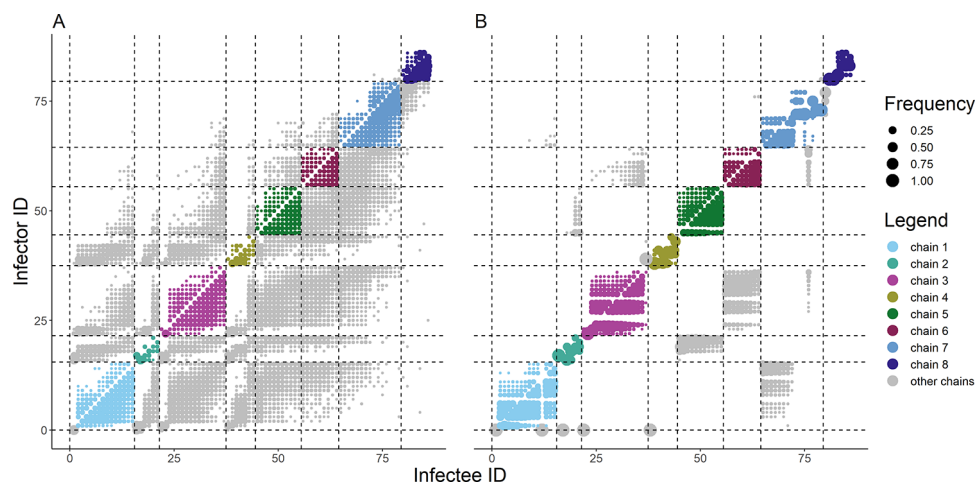 A
B
Infector ID
75
50
25
0
0
25
50
75
0
25
50
75
Infectee ID
Frequency
0.25
0.50
0.75
1.00
Legend
chain 1
chain 2
chain 3
chain 4
chain 5
chain 6
chain 7
chain 8
other chains